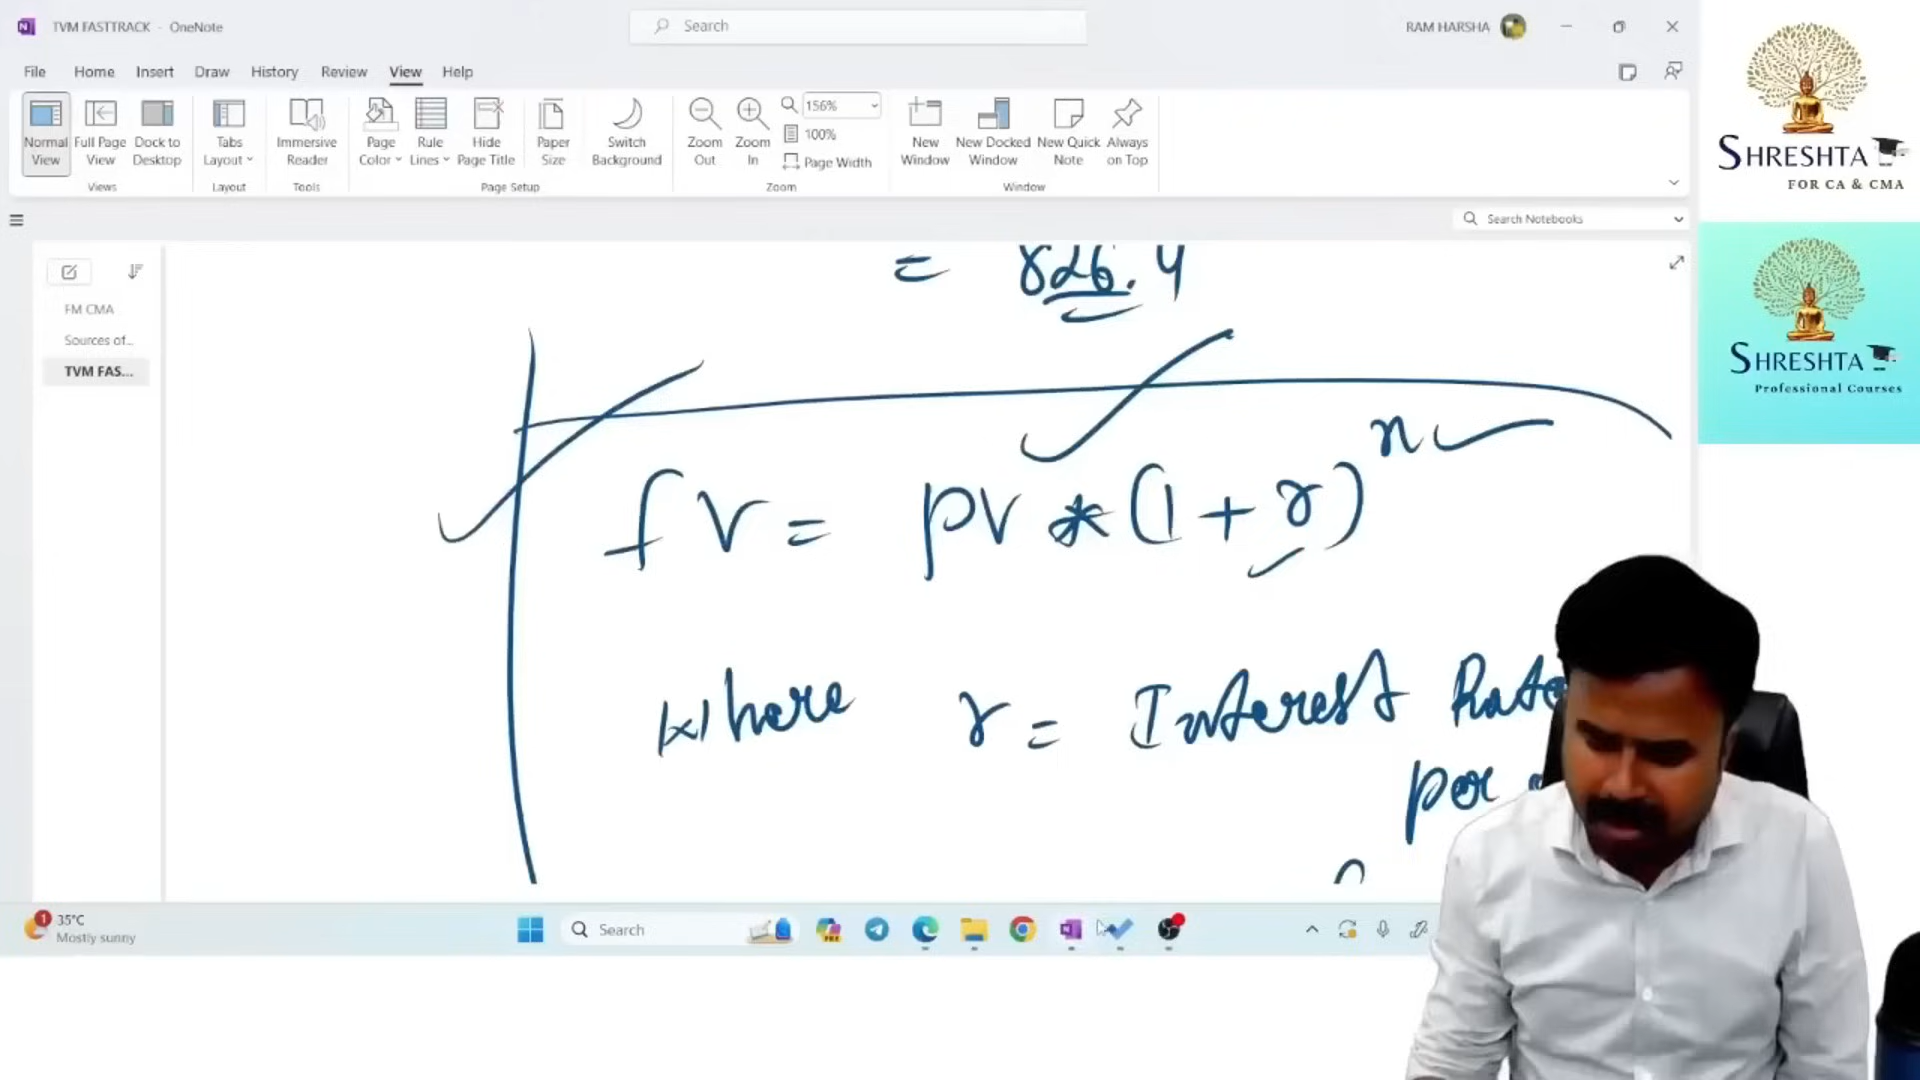 TVM FASTTRACK - OneNote
Search
RAM HARSHA
File Home Insert Draw History Review View Help
Normal View
Full Page View
Dock to Desktop
Tabs Layout
Immersive Reader
Page Color
Rule Lines
Hide Page Title
Paper Size
Switch Background
Zoom Out
Zoom In
156%
100%
Page Width
New Window
New Docked Window
New Quick Note
Always on Top
Views Layout Tools Page Setup Zoom Window
Search Notebooks
FM CMA
Sources of...
TVM FAS...
= 826.4
FV = PV * (1 + r)^n
where r = Interest Rate
per
SHRESHTA
FOR CA & CMA
SHRESHTA
Professional Courses
1
35°C
Mostly sunny
Search